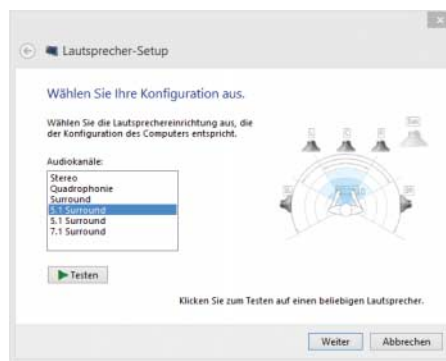 Lautsprecher-Setup
Wählen Sie Ihre Konfiguration aus.
Wählen Sie die Lautsprechereinrichtung aus, die
der Konfiguration des Computers entspricht.
Audiokanäle:
Stereo
Quadrophonie
Surround
5.1 Surround
5.1 Surround
7.1 Surround
Testen
Klicken Sie zum Testen auf einen beliebigen Lautsprecher.
Weiter
Abbrechen